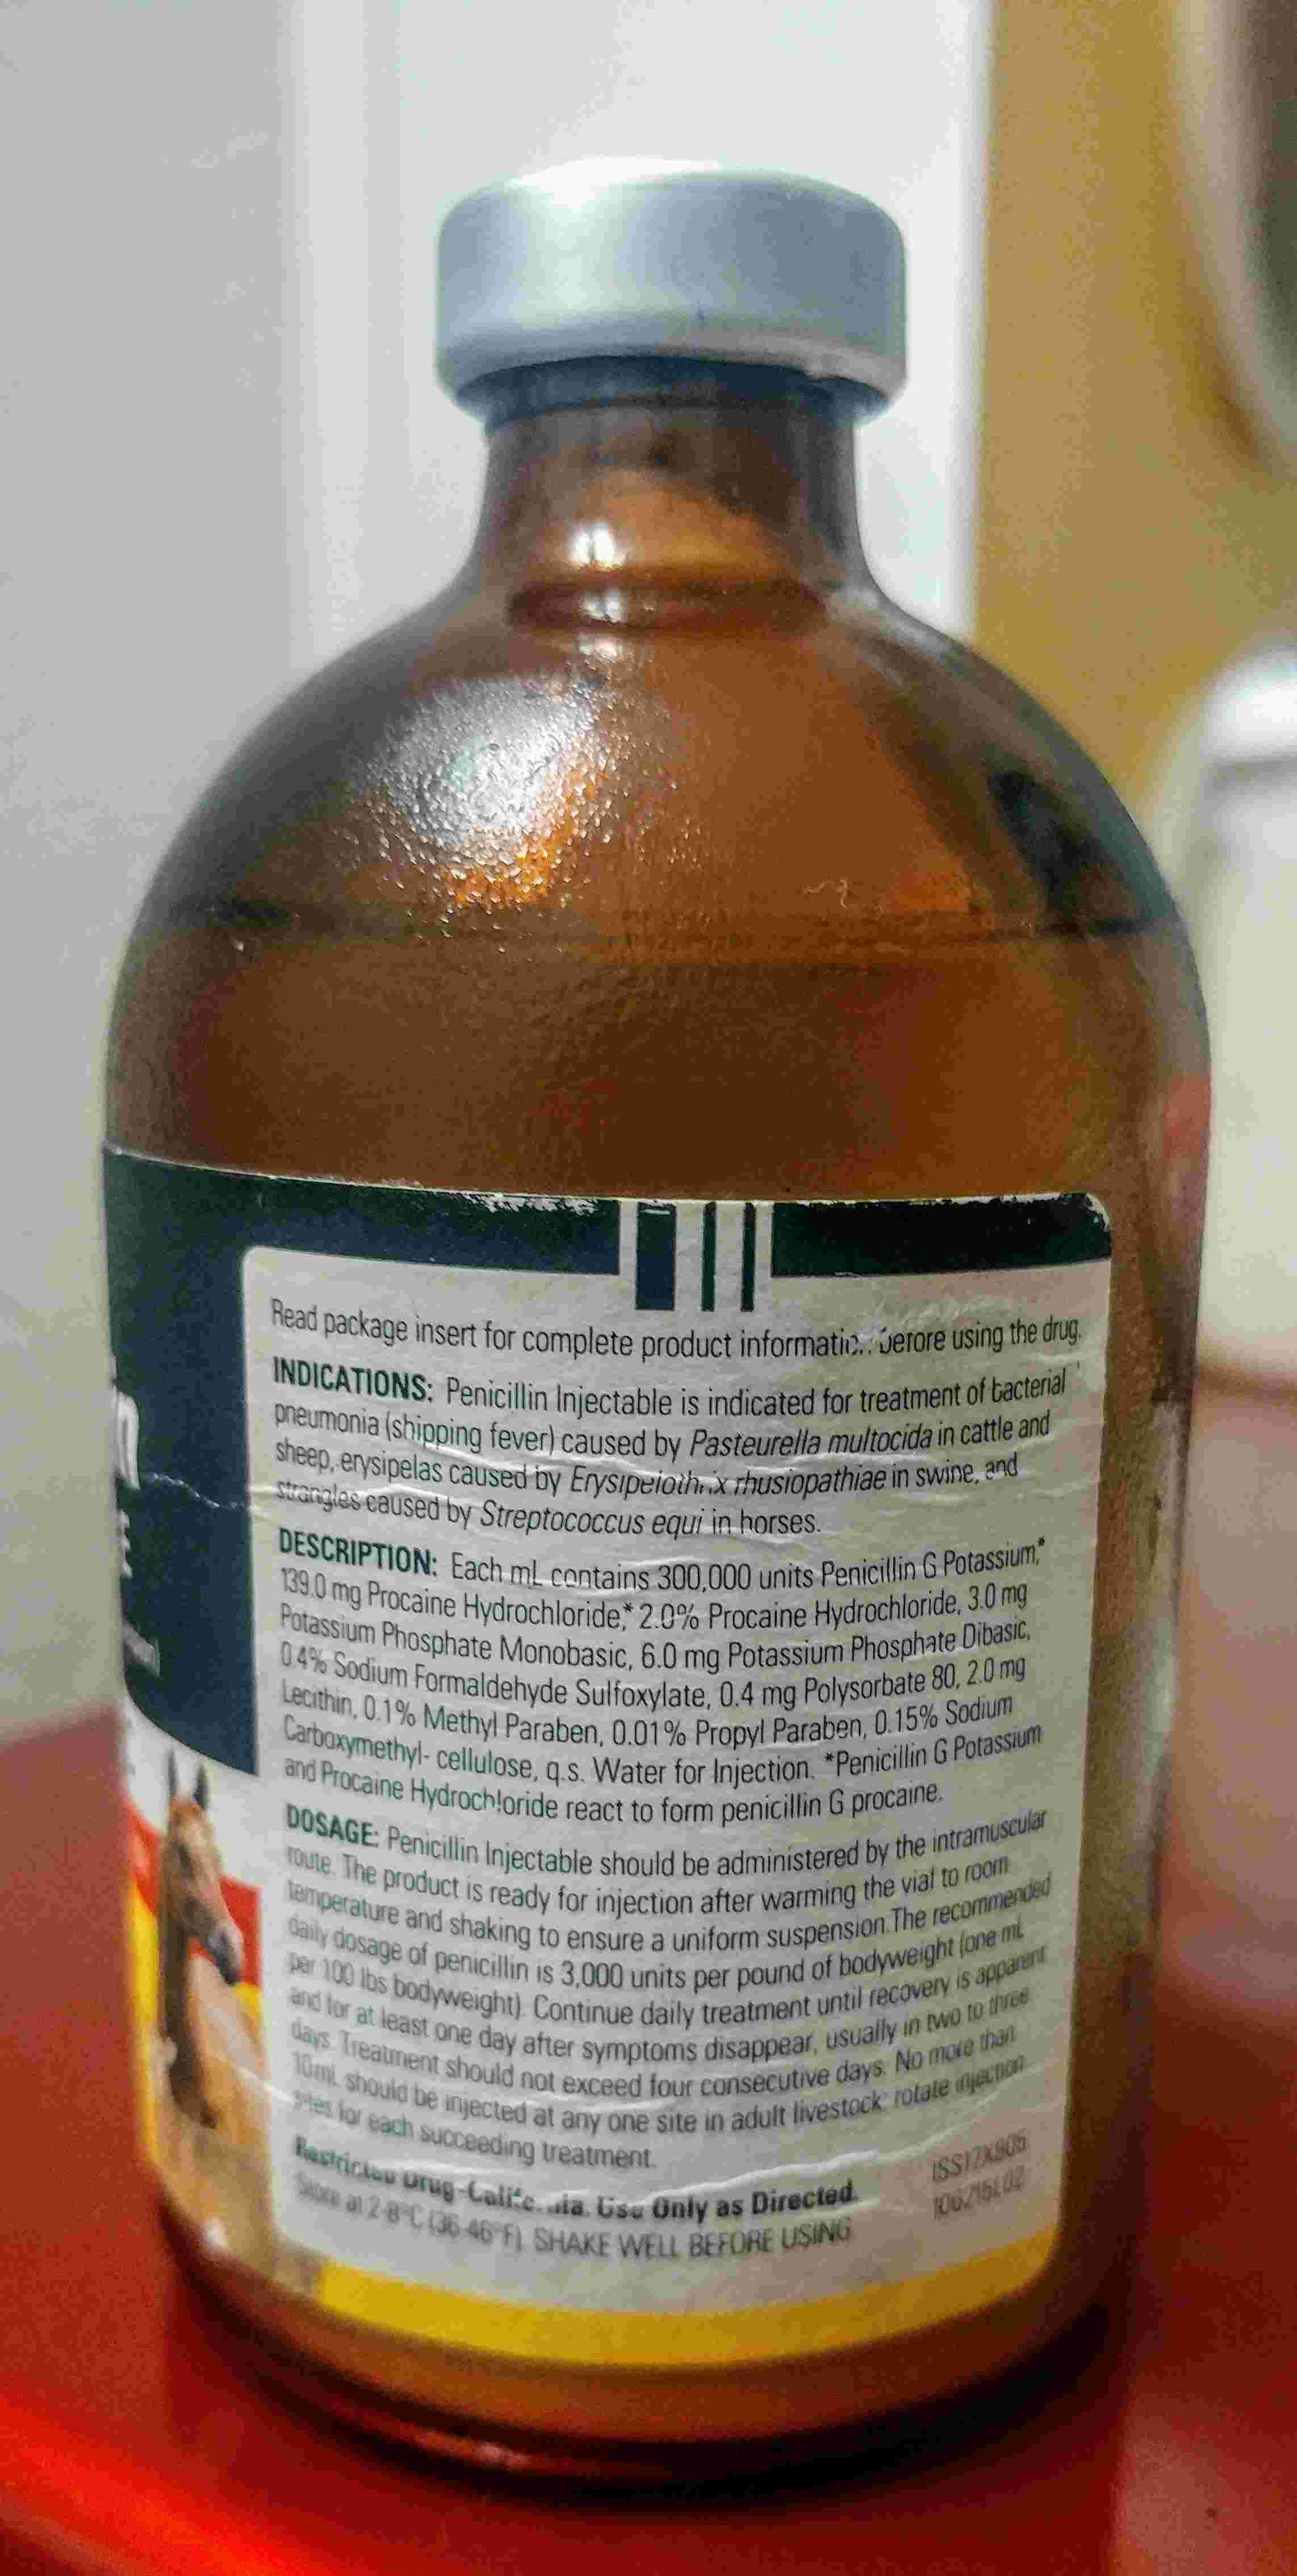 Read package insert for complete product using the drug.
INDICATIONS: Penicillin Injectable is indicated for treatment of bacterial
pneumonia (shipping fever) caused by Pasteurella multocida in cattle and
sheep, erysipelas caused by rhusiopathiae in swine, and
strangles caused by Streptococcus equi in horses.
DESCRIPTION: Each mL contains 300,000 units Penicillin G Potassium,*
139.0 mg Procaine Hydrochloride,* 2.0% Procaine Hydrochloride, 3.0 mg
Potassium Phosphate Monobasic, 6.0 mg Potassium Phosphate Dibasic,
0.4% Sodium Formaldehyde Sulfoxylate, 0.4 mg Polysorbate 80, 2.0 mg
Lecithin, 0.1% Methyl Paraben, 0.01% Propyl Paraben, 0.15% Sodium
Carboxymethyl- cellulose, q.s. Water for Injection. *Penicillin G Potassium
and Procaine Hydrochloride react to form penicillin G procaine.
DOSAGE: Penicillin Injectable should be administered by the intramuscular
route. The product is ready for injection after warming the vial to room
temperature and shaking to ensure a uniform suspension.The recommended
daily dosage of penicillin is 3,000 units per pound of bodyweight (one mL
per 100 lbs bodyweight). Continue daily treatment until recovery is apparent
and for at least one day after symptoms disappear, usually in two to three
days. Treatment should not exceed four consecutive days. No more than
10mL should be injected at any one site in adult livestock; rotate injection
sites for each succeeding treatment.
Restricted Drug-California. Use Only as Directed.
Store at 2-8°C (36-46°F). SHAKE WELL BEFORE USING